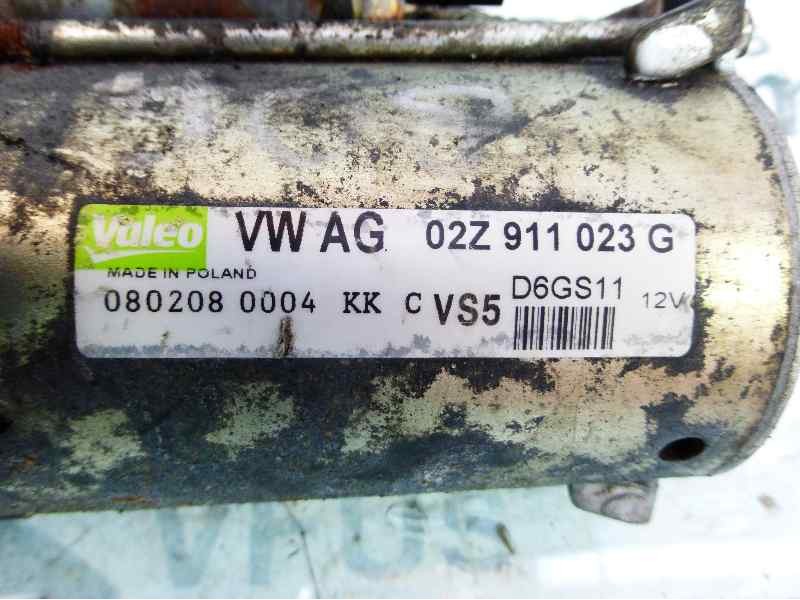 Valeo VW AG 02Z 911 023 G
MADE IN POLAND
080208 0004 KK C VS5 D6GS11 12V